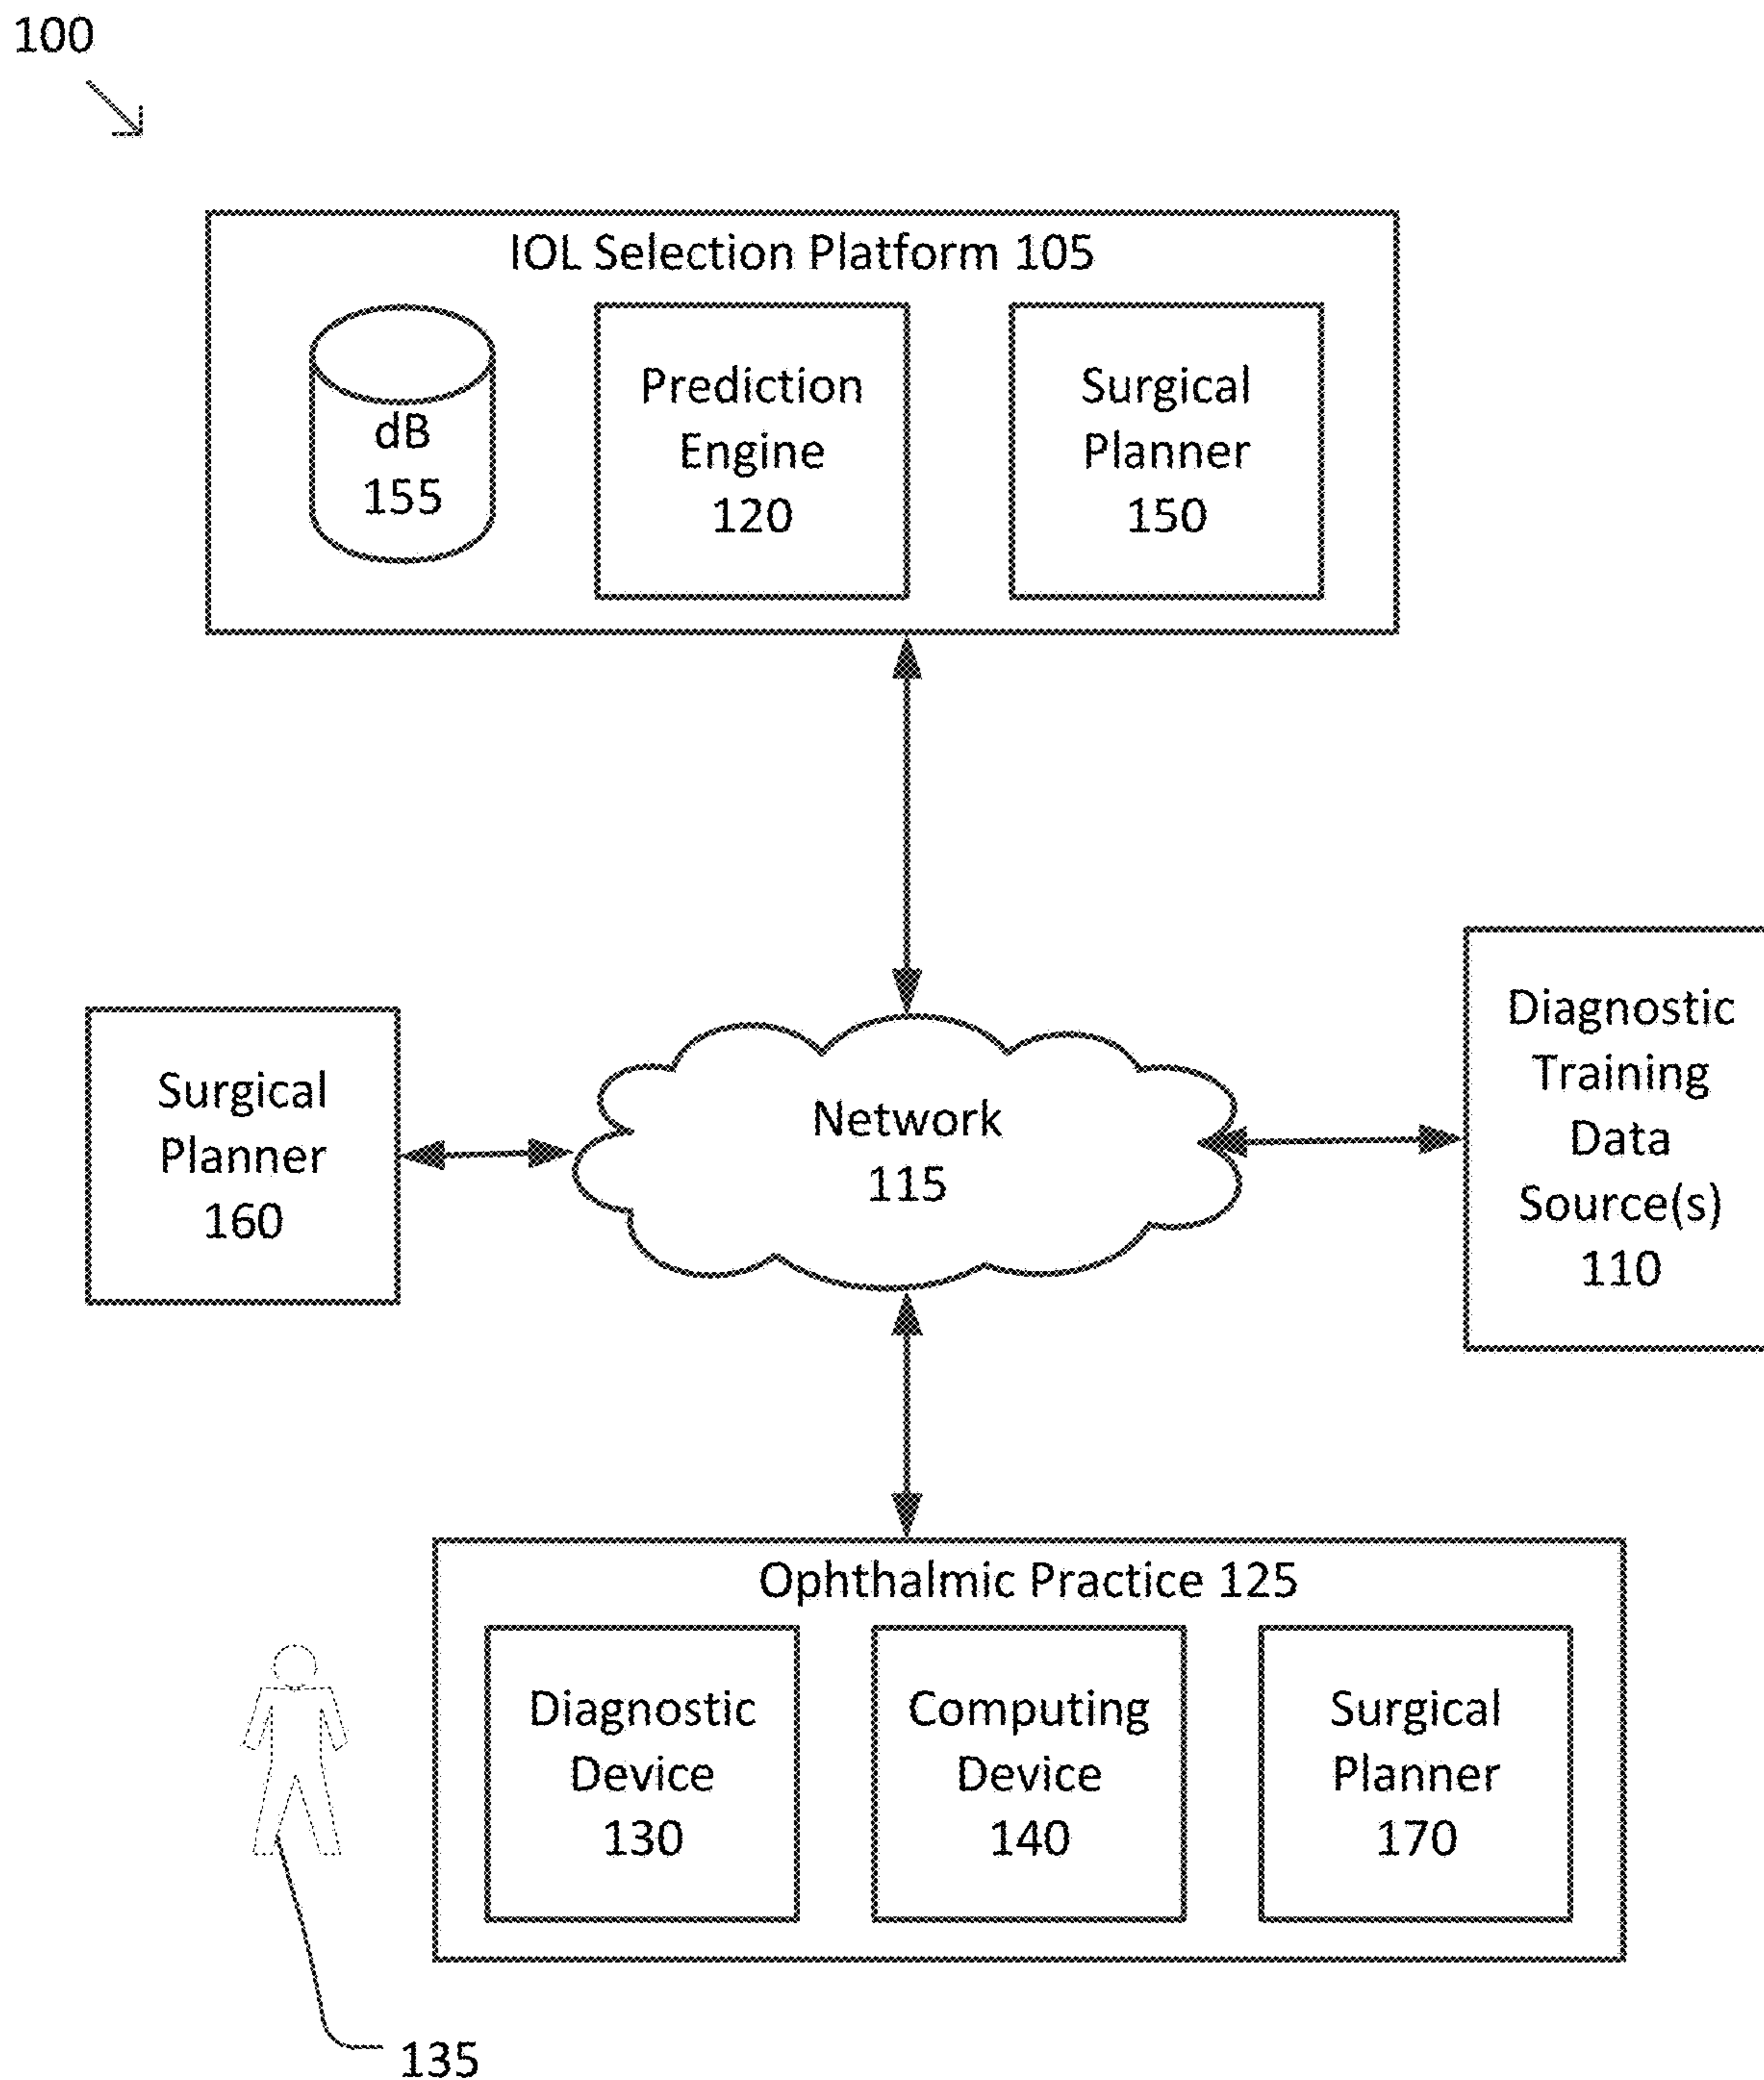 100
IOL Selection Platform 105
dB
155
Prediction
Engine
120
Surgical
Planner
150
Surgical
Planner
160
Network
115
Diagnostic
Training
Data
Source(s)
110
Ophthalmic Practice 125
Diagnostic
Device
130
Computing
Device
140
Surgical
Planner
170
135